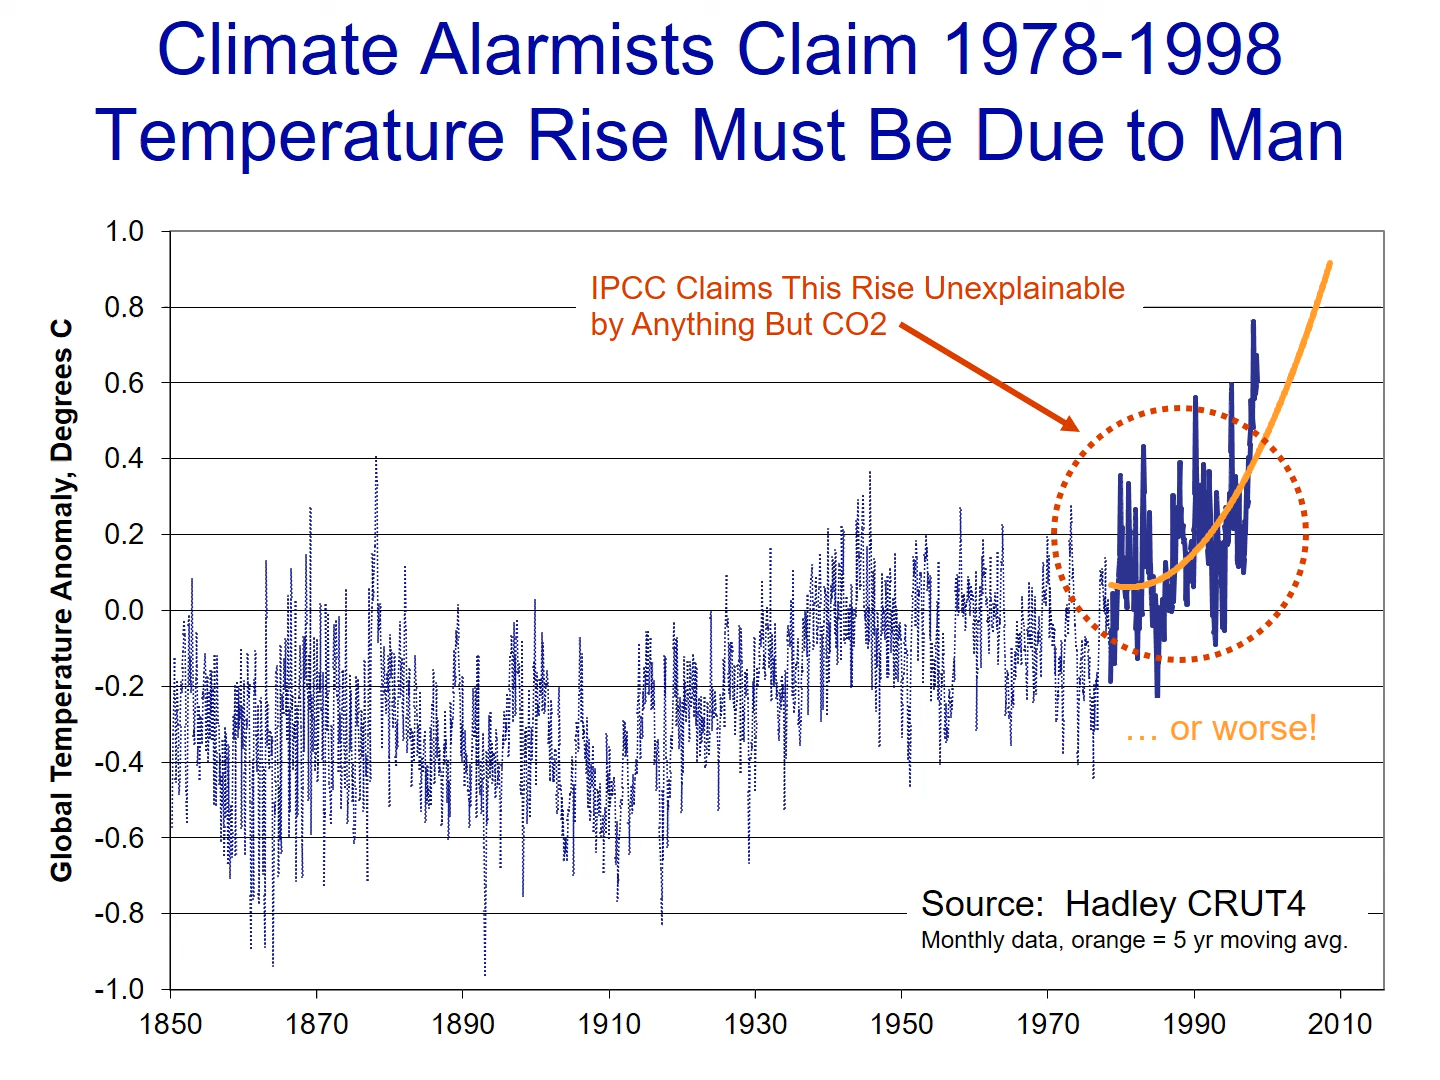 Climate Alarmists Claim 1978-1998
Temperature Rise Must Be Due to Man
1.0
IPCC Claims This Rise Unexplainable
0.8
by Anything But CO2
Global Temperature Anomaly, Degrees C
0.6
0.4
0.2
0.0
-0.2
... or worse!
-0.4
-0.6
-0.8
Source: Hadley CRUT4
Monthly data, orange = 5 yr moving avg.
-1.0
1850 1870 1890 1910 1930 1950 1970 1990 2010